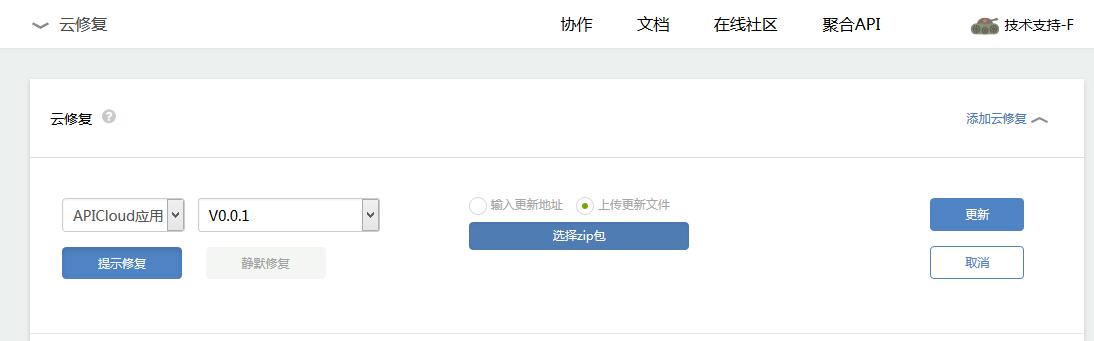 云修复 协作 文档 在线社区 聚合API 技术支持-F
云修复 ? 添加云修复
输入更新地址 上传更新文件
APICloud应用 V0.0.1 更新
选择zip包
提示修复 静默修复 取消